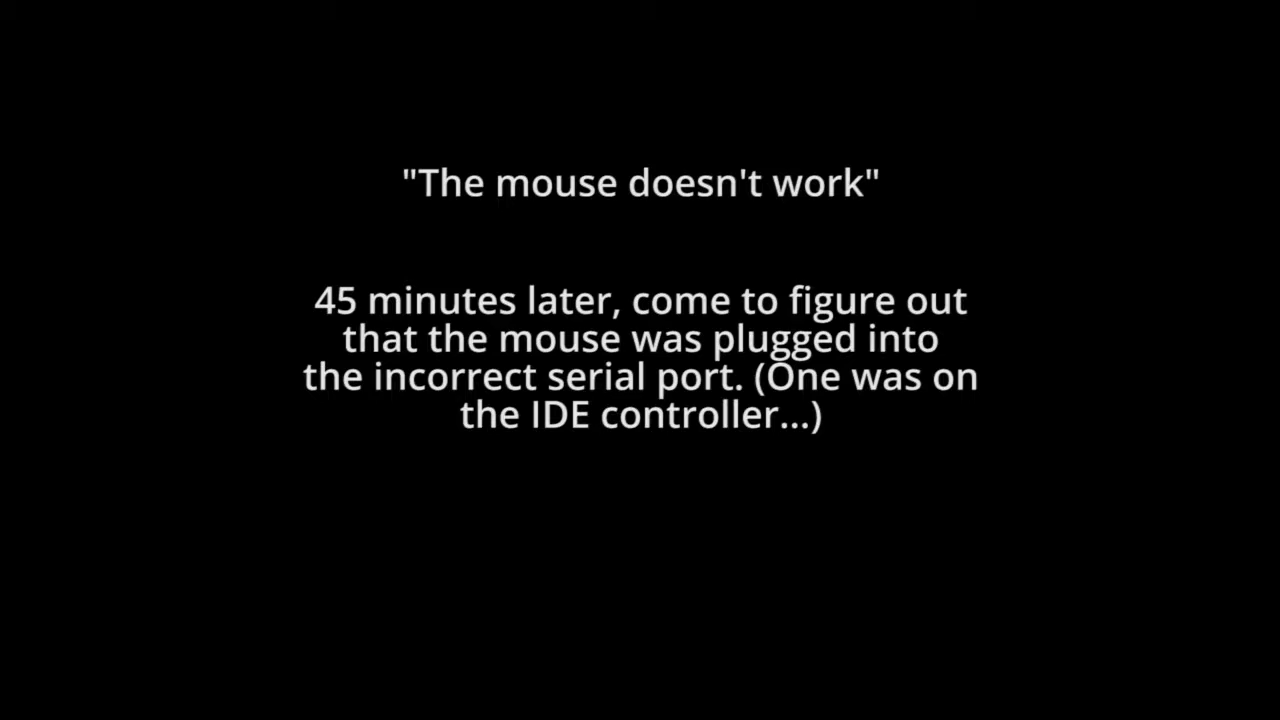 "The mouse doesn't work"
45 minutes later, come to figure out
that the mouse was plugged into
the incorrect serial port. (One was on
the IDE controller...)